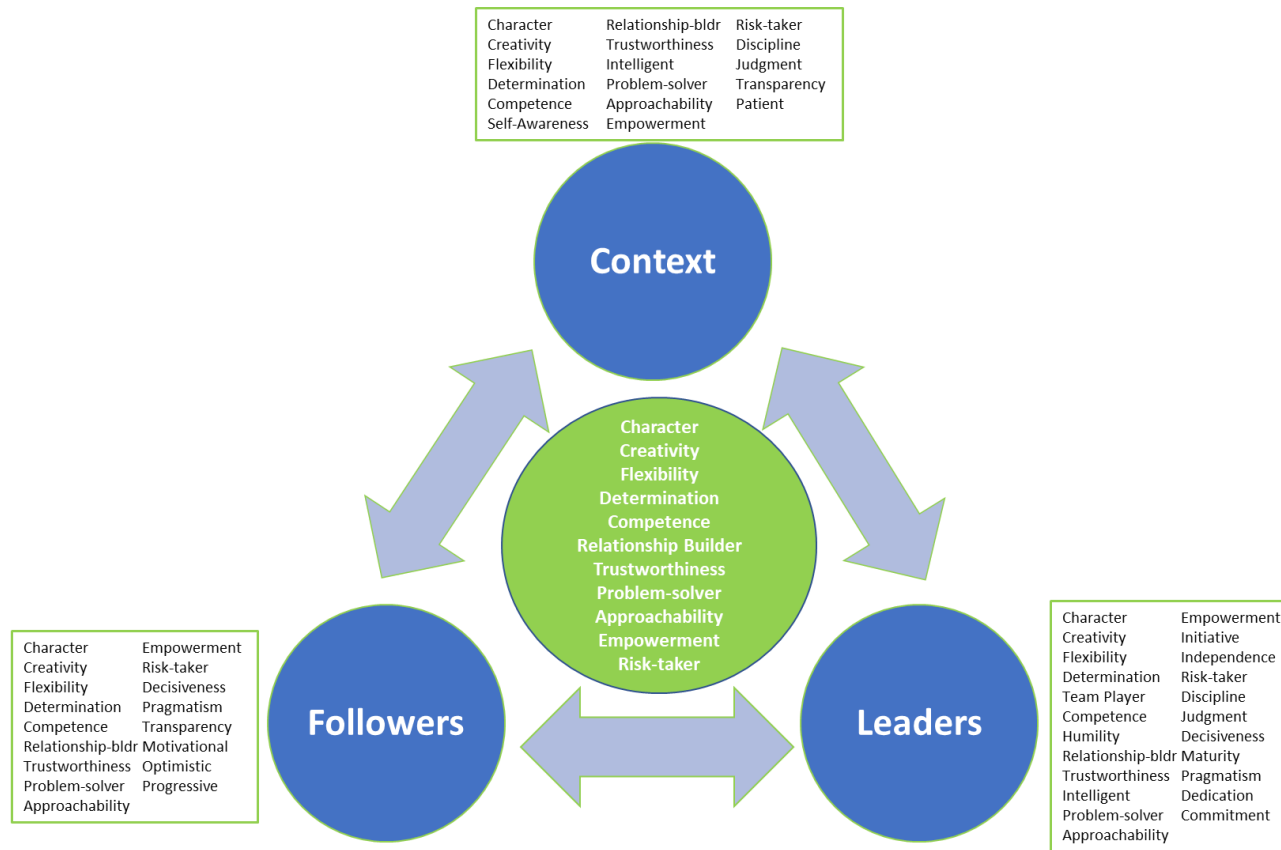 Character Relationship-bldr Risk-taker
Creativity Trustworthiness Discipline
Flexibility Intelligent Judgment
Determination Problem-solver Transparency
Competence Approachability Patient
Self-Awareness Empowerment
Context
Character
Creativity
Flexibility
Determination
Competence
Relationship Builder
Trustworthiness
Problem-solver
Approachability
Empowerment
Risk-taker
Character Empowerment
Creativity Risk-taker
Flexibility Decisiveness
Determination Pragmatism
Competence Transparency
Relationship-bldr Motivational
Trustworthiness Optimistic
Problem-solver Progressive
Approachability
Followers
Leaders
Character Empowerment
Creativity Initiative
Flexibility Independence
Determination Risk-taker
Team Player Discipline
Competence Judgment
Humility Decisiveness
Relationship-bldr Maturity
Trustworthiness Pragmatism
Intelligent Dedication
Problem-solver Commitment
Approachability